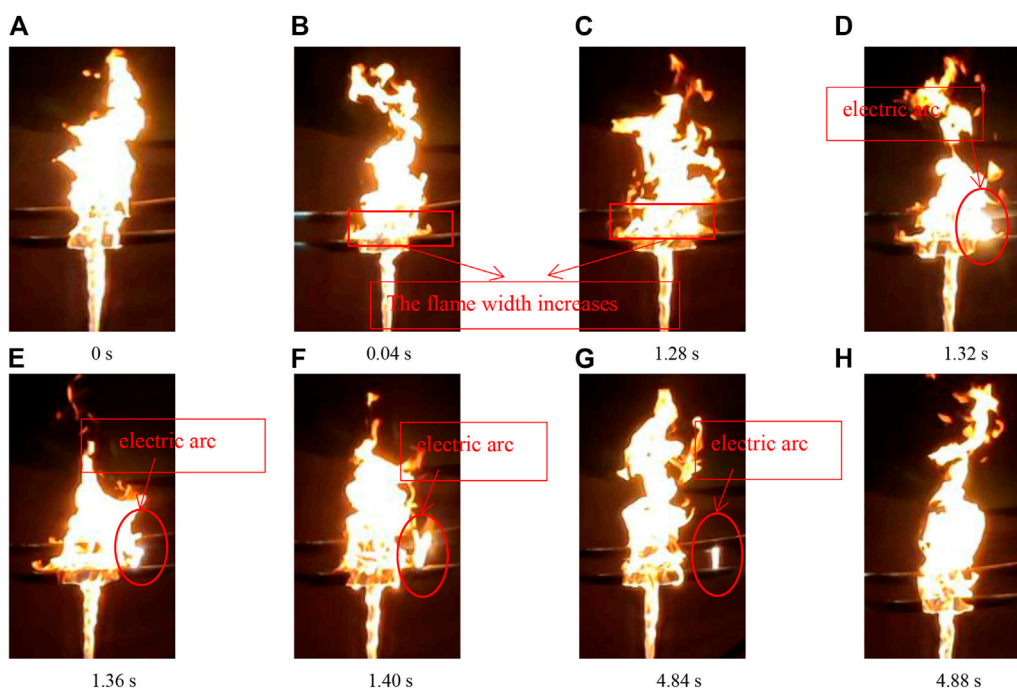 A
B
C
D
electric arc
The flame width increases
0 s
0.04 s
1.28 s
1.32 s
E
F
G
H
electric arc
electric arc
electric arc
1.36 s
1.40 s
4.84 s
4.88 s